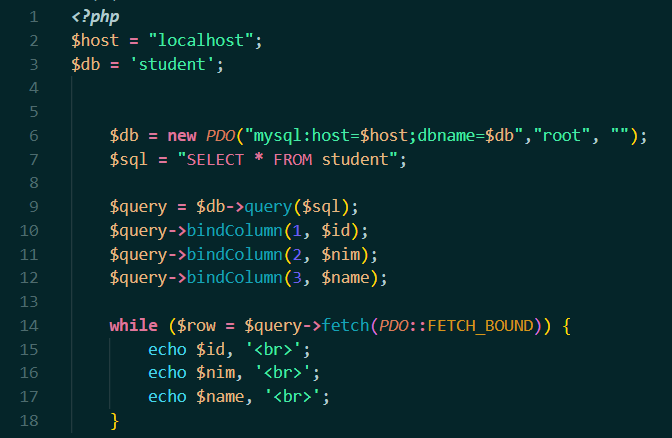 1 <?php
2 $host = "localhost";
3 $db = 'student';
4
5
6 $db = new PDO("mysql:host=$host;dbname=$db","root", "");
7 $sql = "SELECT * FROM student";
8
9 $query = $db->query($sql);
10 $query->bindColumn(1, $id);
11 $query->bindColumn(2, $nim);
12 $query->bindColumn(3, $name);
13
14 while ($row = $query->fetch(PDO::FETCH_BOUND)) {
15 echo $id, '<br>';
16 echo $nim, '<br>';
17 echo $name, '<br>';
18 }